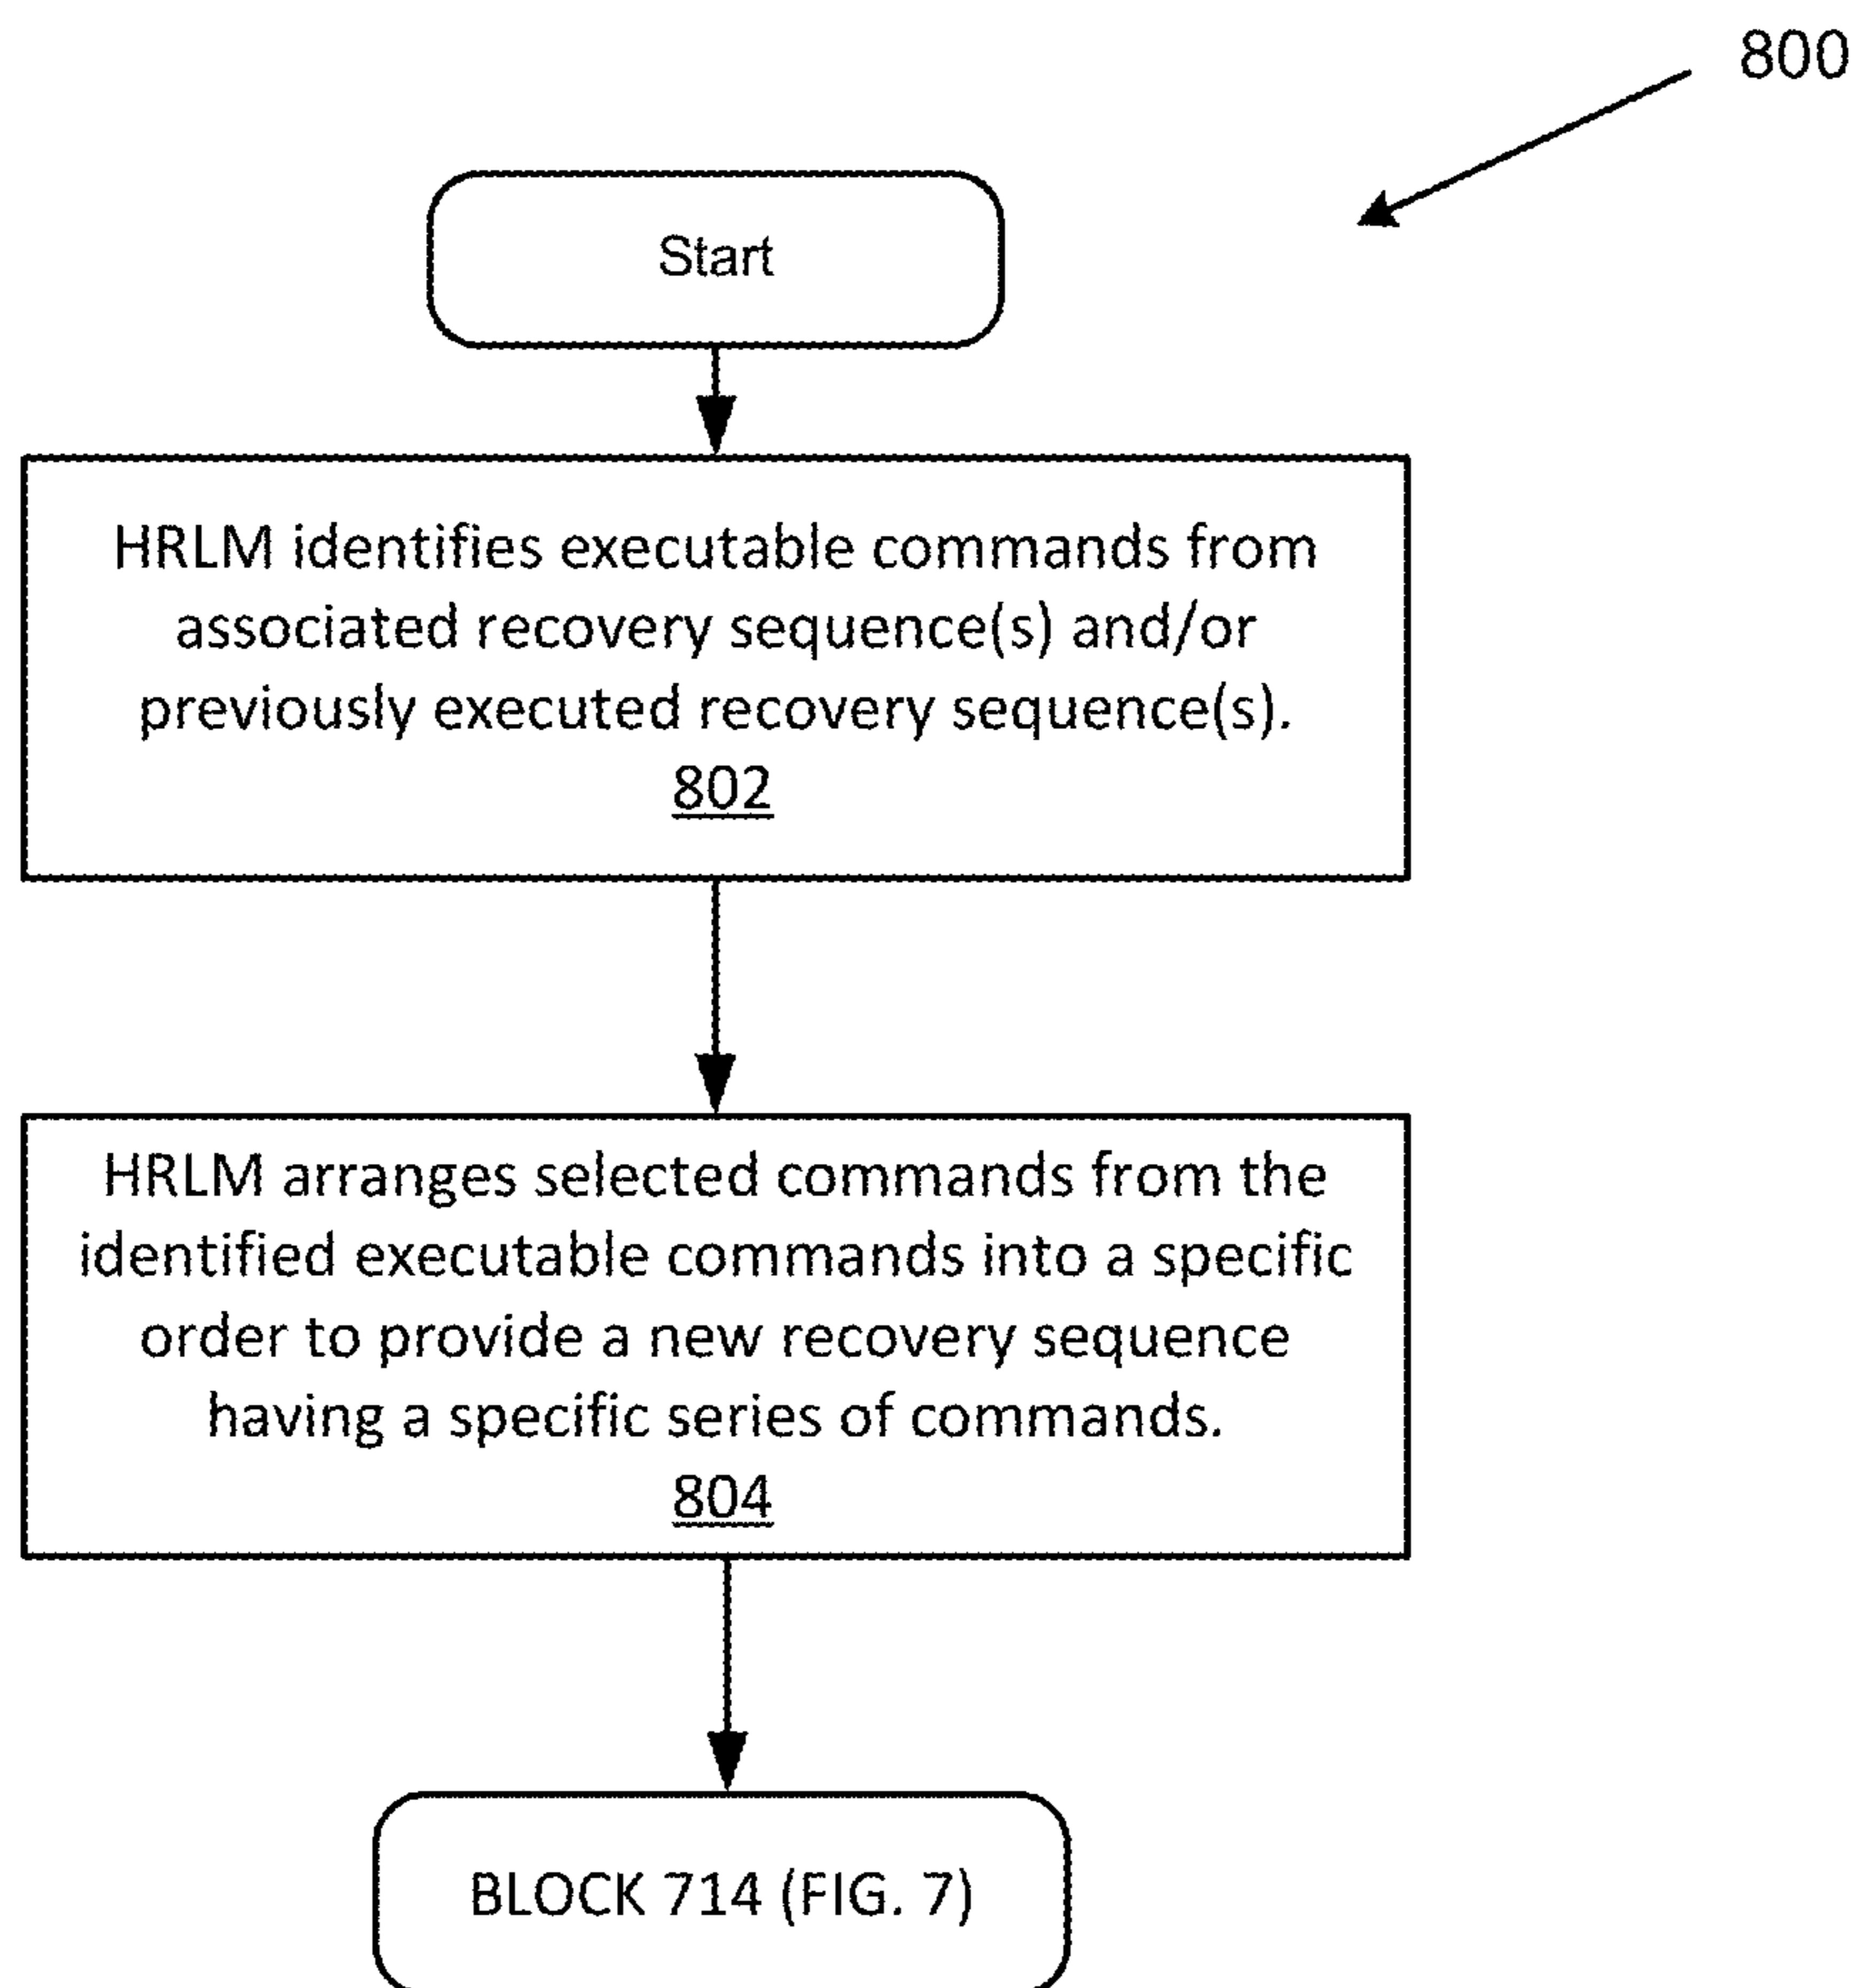 800
Start
HRLM identifies executable commands from
associated recovery sequence(s) and/or
previously executed recovery sequence(s).
802
HRLM arranges selected commands from the
identified executable commands into a specific
order to provide a new recovery sequence
having a specific series of commands.
804
BLOCK 714 (FIG. 7)